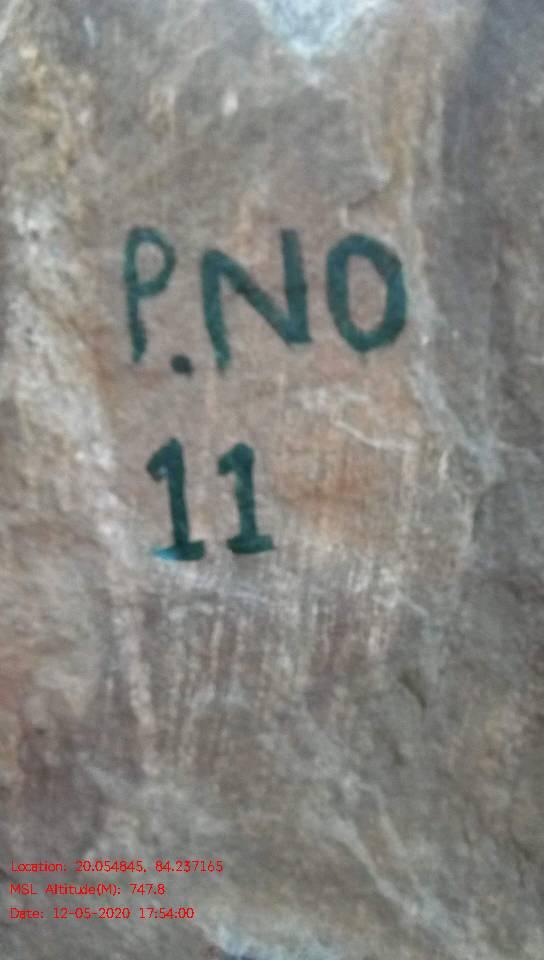 P.NO
11
Location: 20.054845, 84.237165
MSL Altitude(M): 747.8
Date: 12-05-2020 17:54:00